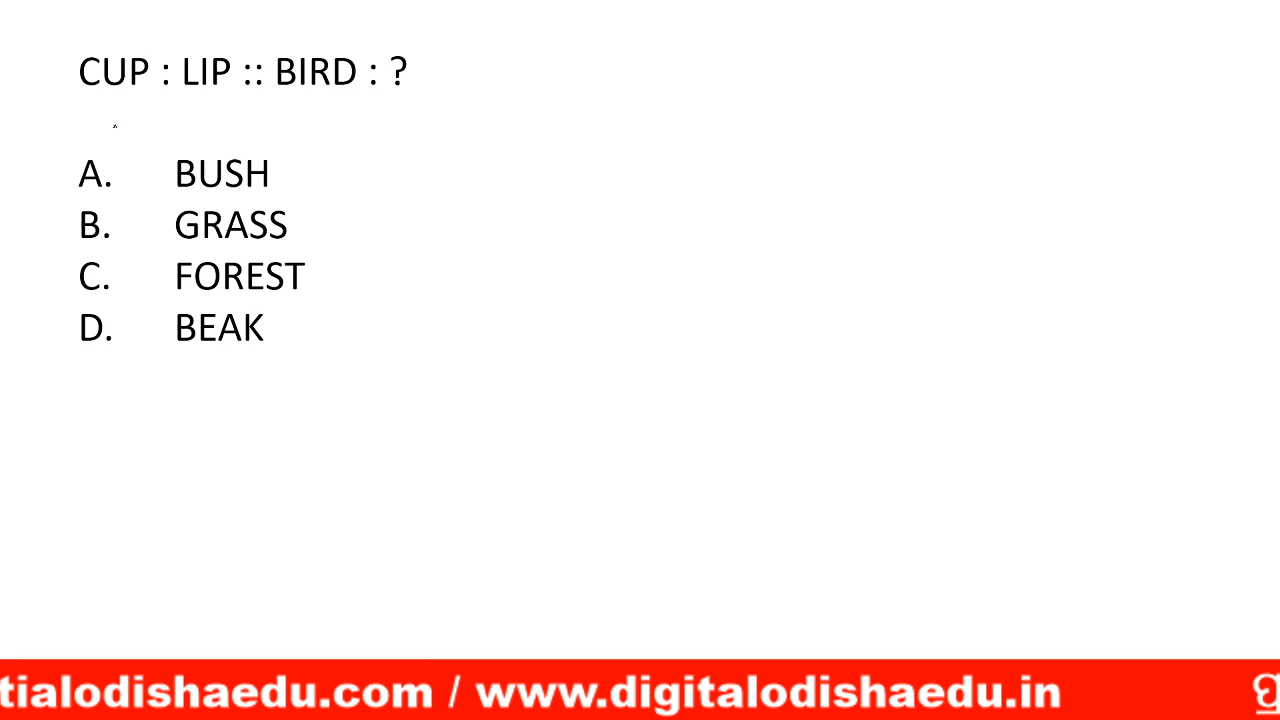 CUP : LIP :: BIRD : ?
A. BUSH
B. GRASS
C. FOREST
D. BEAK
tialodishaedu.com / www.digitalodishaedu.in